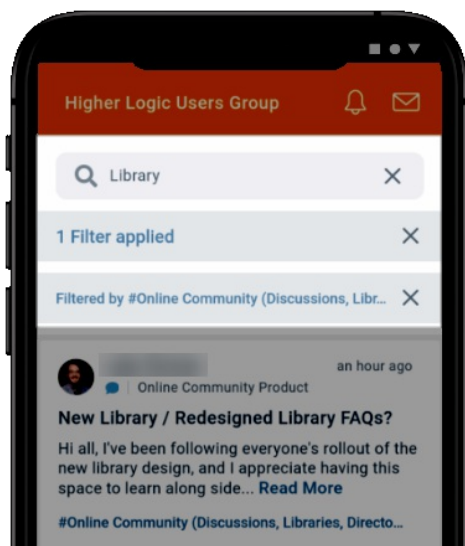 Higher Logic Users Group
Library
1 Filter applied
Filtered by #Online Community (Discussions, Libr...
an hour ago
Online Community Product
New Library / Redesigned Library FAQs?
Hi all, I've been following everyone's rollout of the
new library design, and I appreciate having this
space to learn along side... Read More
#Online Community (Discussions, Libraries, Directo...